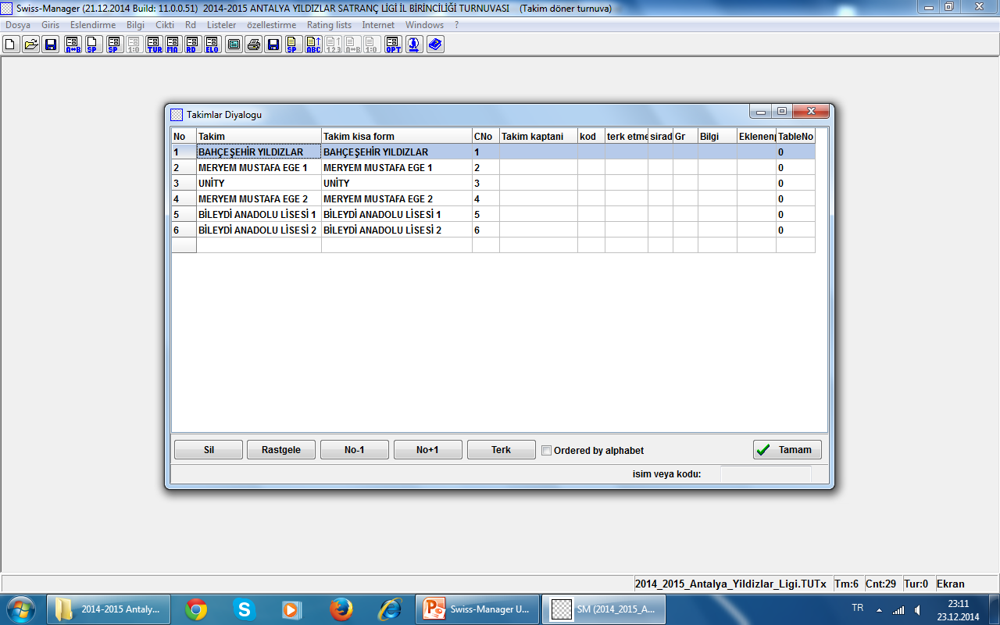 Swiss-Manager (21.12.2014 Build: 11.0.0.51) 2014-2015 ANTALYA YILDIZLAR SATRANÇ LİGİ İL BİRİNCİLİĞİ TURNUVASI (Takim döner turnuva)
Dosya Giris Eslendirme Bilgi Cikti Rd Listeler özellestirme Rating lists Internet Windows ?
A↔B SP SP 1:0 TUR MA RD ELO SP ABC 1.2.3 A↔B 1:0 OPT
Takimlar Diyalogu
No Takim Takim kisa form CNo Takim kaptani kod terk etme sirad Gr Bilgi Eklenen TableNo
1 BAHÇEŞEHİR YILDIZLAR BAHÇEŞEHİR YILDIZLAR 1 0
2 MERYEM MUSTAFA EGE 1 MERYEM MUSTAFA EGE 1 2 0
3 UNİTY UNİTY 3 0
4 MERYEM MUSTAFA EGE 2 MERYEM MUSTAFA EGE 2 4 0
5 BİLEYDİ ANADOLU LİSESİ 1 BİLEYDİ ANADOLU LİSESİ 1 5 0
6 BİLEYDİ ANADOLU LİSESİ 2 BİLEYDİ ANADOLU LİSESİ 2 6 0
Sil Rastgele No-1 No+1 Terk Ordered by alphabet Tamam
isim veya kodu:
2014_2015_Antalya_Yildizlar_Ligi.TUTx Tm:6 Cnt:29 Tur:0 Ekran
2014-2015 Antaly... Swiss-Manager U... SM (2014_2015_A... TR 23:11
23.12.2014